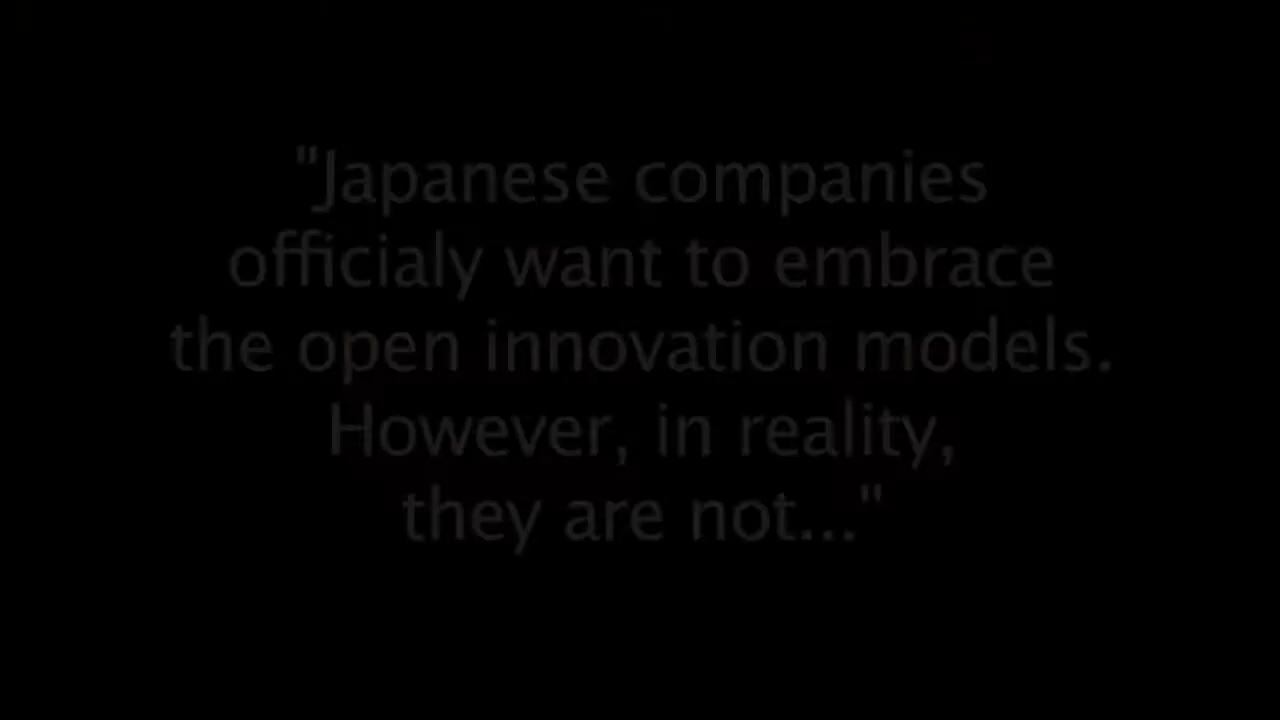 "Japanese companies
officialy want to embrace
the open innovation models.
However, in reality,
they are not..."